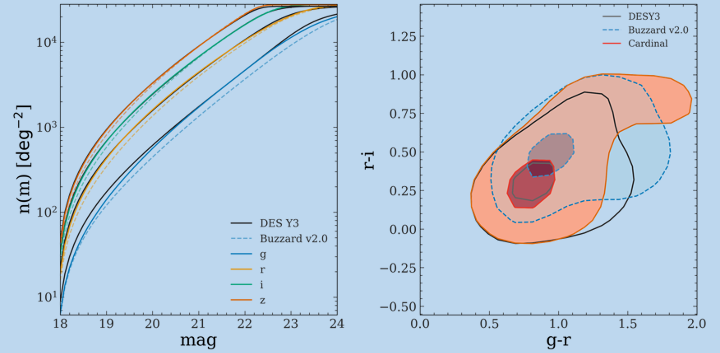 n(m) [deg⁻²]
10⁴
10³
10²
10¹
DES Y3
Buzzard v2.0
g
r
i
z
18 19 20 21 22 23 24
mag
r-i
1.25
1.00
0.75
0.50
0.25
0.00
−0.25
−0.50
DESY3
Buzzard v2.0
Cardinal
0.0 0.5 1.0 1.5 2.0
g-r